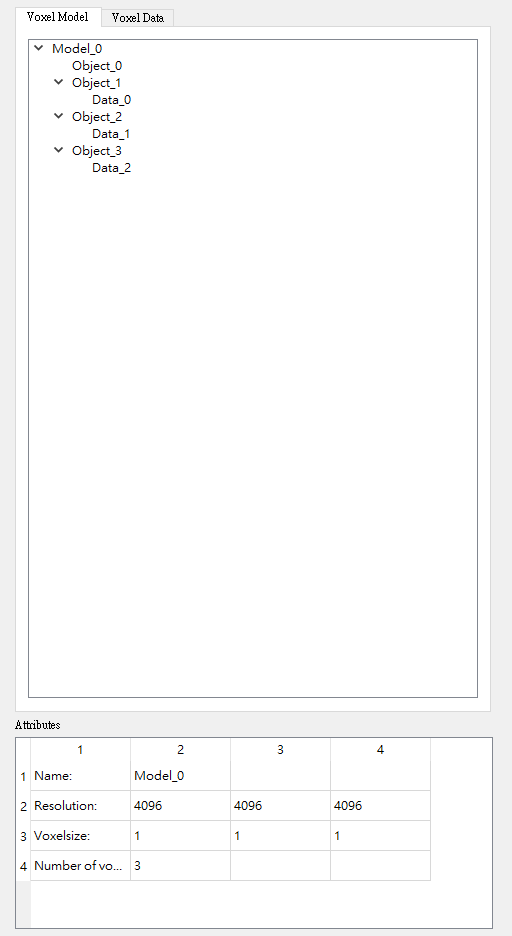 Voxel Model Voxel Data
Model_0
Object_0
Object_1
Data_0
Object_2
Data_1
Object_3
Data_2
Attributes
1 2 3 4
1 Name: Model_0
2 Resolution: 4096 4096 4096
3 Voxelsize: 1 1 1
4 Number of vo... 3